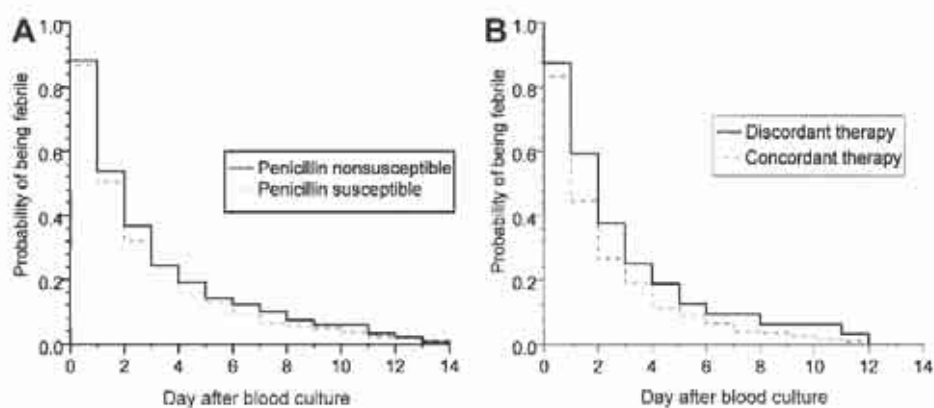 A
Probability of being febrile
1.0
0.8
0.6
0.4
0.2
0.0
Penicillin nonsusceptible
Penicillin susceptible
0 2 4 6 8 10 12 14
Day after blood culture
B
Probability of being febrile
1.0
0.8
0.6
0.4
0.2
0.0
Discordant therapy
Concordant therapy
0 2 4 6 8 10 12 14
Day after blood culture